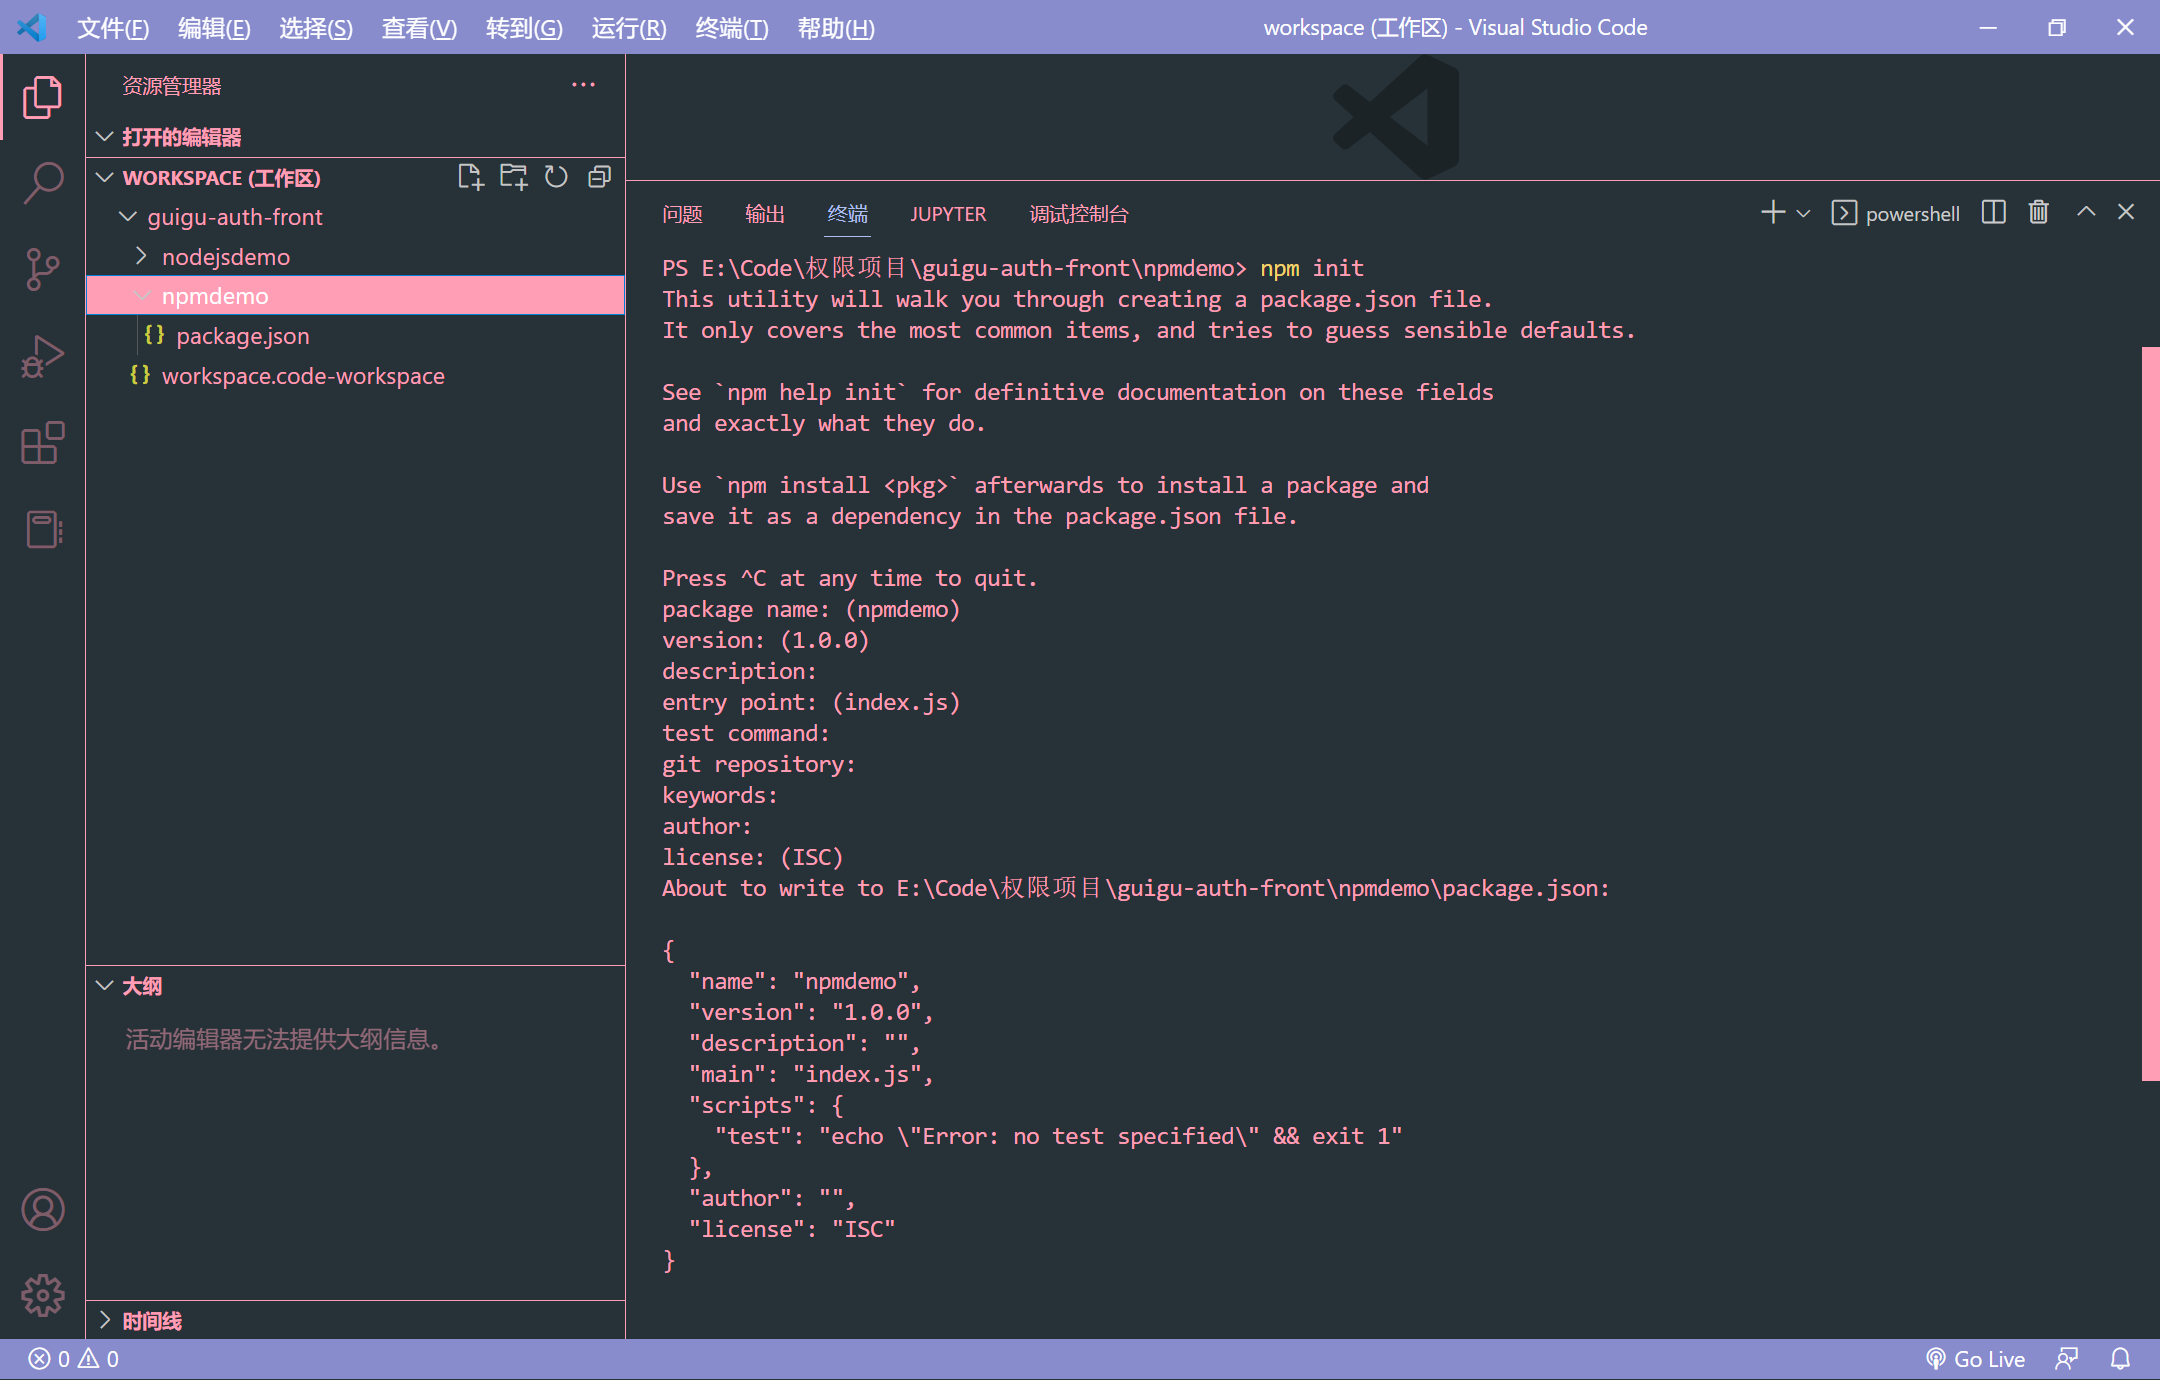 文件(F) 编辑(E) 选择(S) 查看(V) 转到(G) 运行(R) 终端(T) 帮助(H) workspace (工作区) - Visual Studio Code
资源管理器
打开的编辑器
WORKSPACE (工作区)
guigu-auth-front
nodejsdemo
npmdemo
package.json
workspace.code-workspace
大纲
活动编辑器无法提供大纲信息。
时间线
问题 输出 终端 JUPYTER 调试控制台 powershell
PS E:\Code\权限项目\guigu-auth-front\npmdemo> npm init
This utility will walk you through creating a package.json file.
It only covers the most common items, and tries to guess sensible defaults.
See `npm help init` for definitive documentation on these fields
and exactly what they do.
Use `npm install <pkg>` afterwards to install a package and
save it as a dependency in the package.json file.
Press ^C at any time to quit.
package name: (npmdemo)
version: (1.0.0)
description:
entry point: (index.js)
test command:
git repository:
keywords:
author:
license: (ISC)
About to write to E:\Code\权限项目\guigu-auth-front\npmdemo\package.json:
{
  "name": "npmdemo",
  "version": "1.0.0",
  "description": "",
  "main": "index.js",
  "scripts": {
    "test": "echo \"Error: no test specified\" && exit 1"
  },
  "author": "",
  "license": "ISC"
}
0 0 Go Live